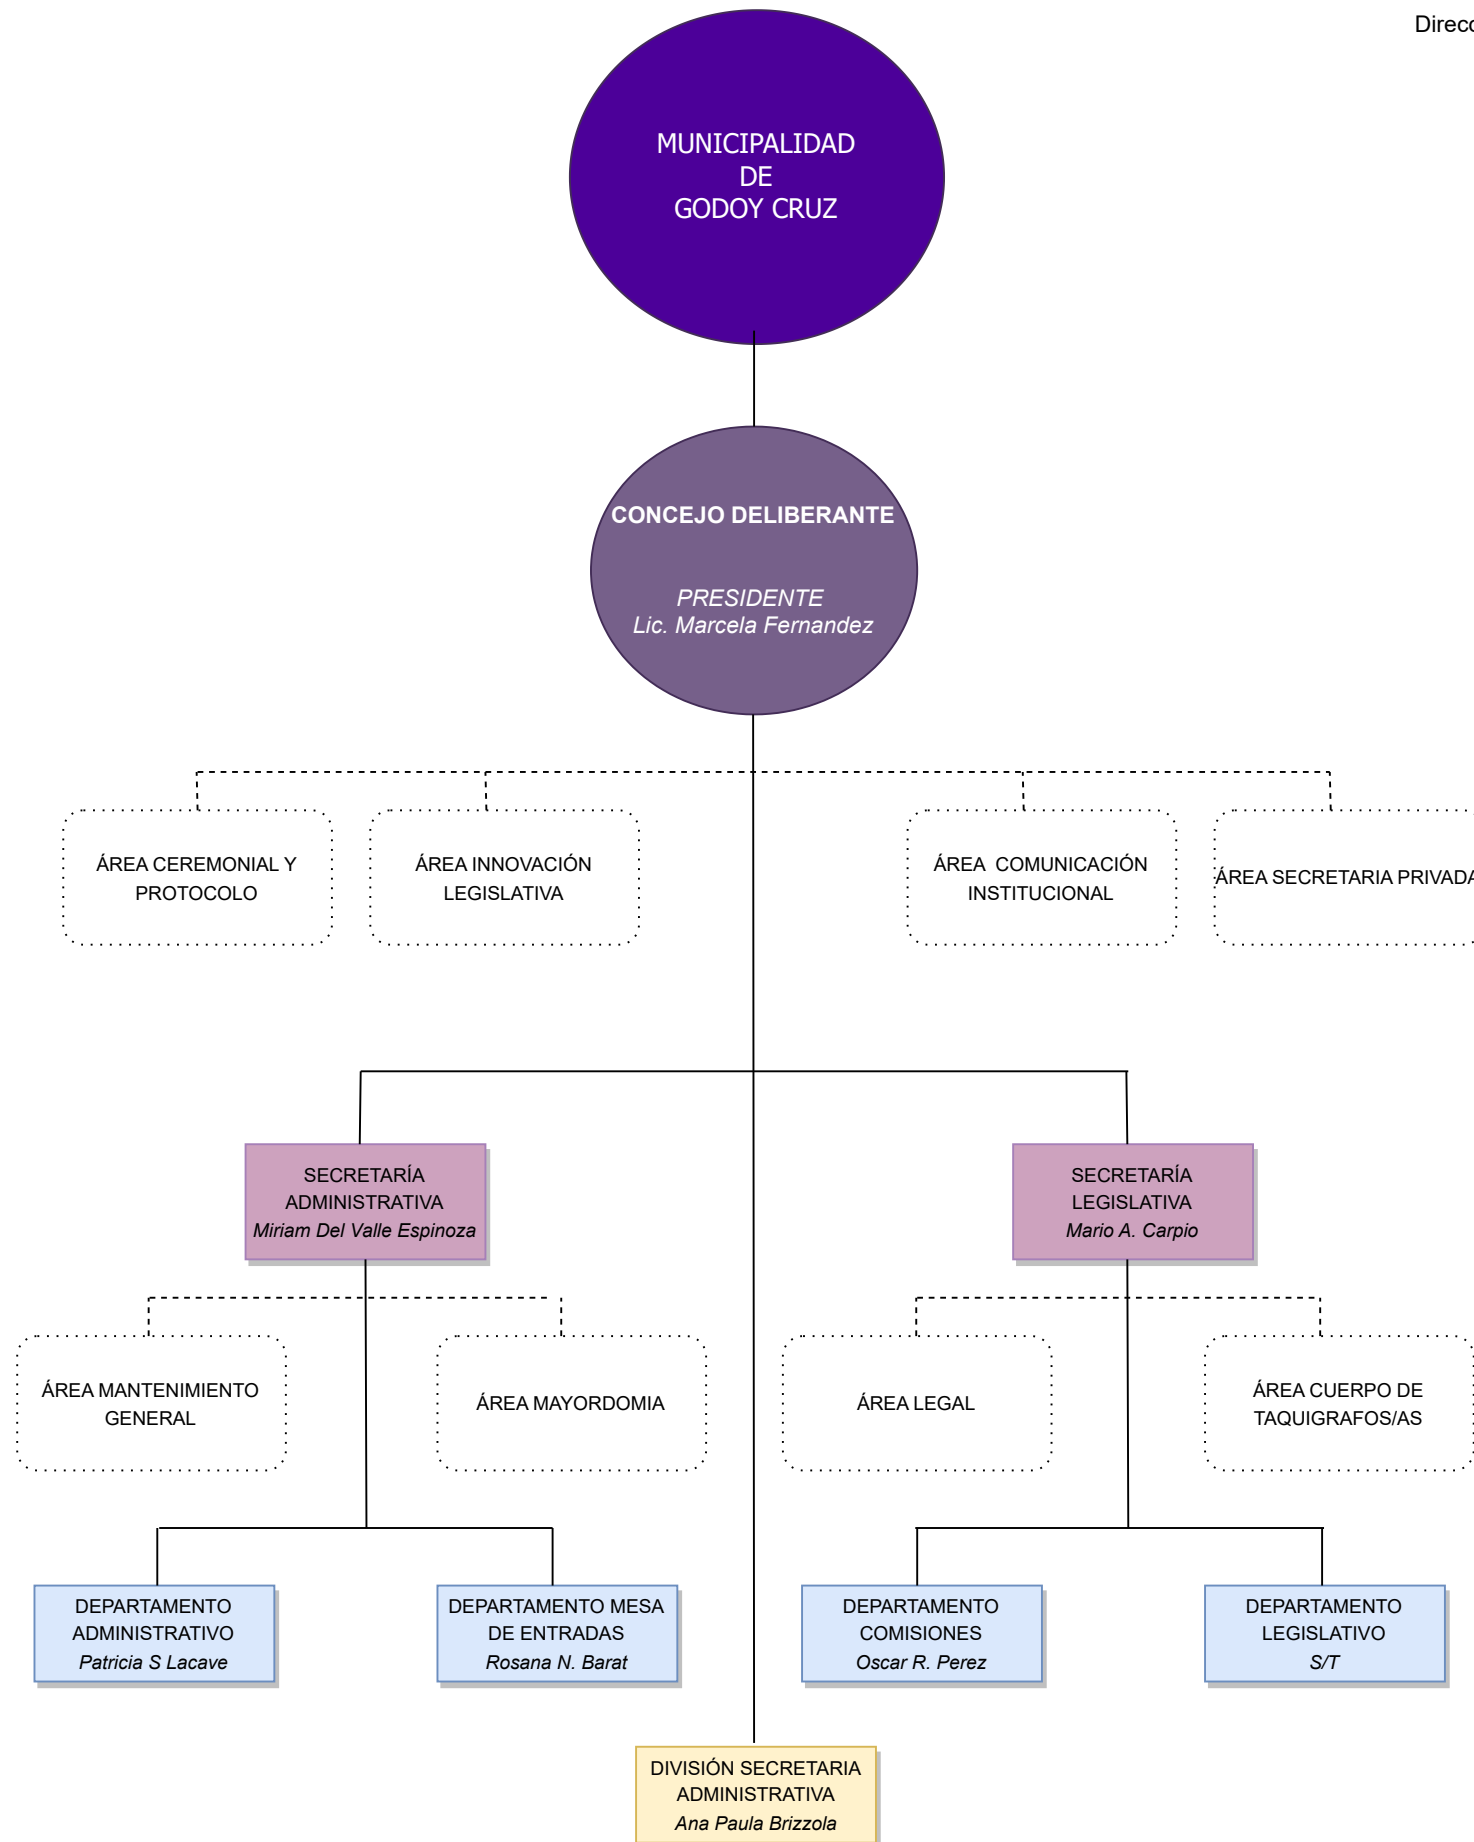 Direcc
MUNICIPALIDAD
DE
GODOY CRUZ
CONCEJO DELIBERANTE
PRESIDENTE
Lic. Marcela Fernandez
ÁREA CEREMONIAL Y
PROTOCOLO
ÁREA INNOVACIÓN
LEGISLATIVA
ÁREA COMUNICACIÓN
INSTITUCIONAL
ÁREA SECRETARIA PRIVADA
SECRETARÍA
ADMINISTRATIVA
Miriam Del Valle Espinoza
SECRETARÍA
LEGISLATIVA
Mario A. Carpio
ÁREA MANTENIMIENTO
GENERAL
ÁREA MAYORDOMIA
ÁREA LEGAL
ÁREA CUERPO DE
TAQUIGRAFOS/AS
DEPARTAMENTO
ADMINISTRATIVO
Patricia S Lacave
DEPARTAMENTO MESA
DE ENTRADAS
Rosana N. Barat
DEPARTAMENTO
COMISIONES
Oscar R. Perez
DEPARTAMENTO
LEGISLATIVO
S/T
DIVISIÓN SECRETARIA
ADMINISTRATIVA
Ana Paula Brizzola